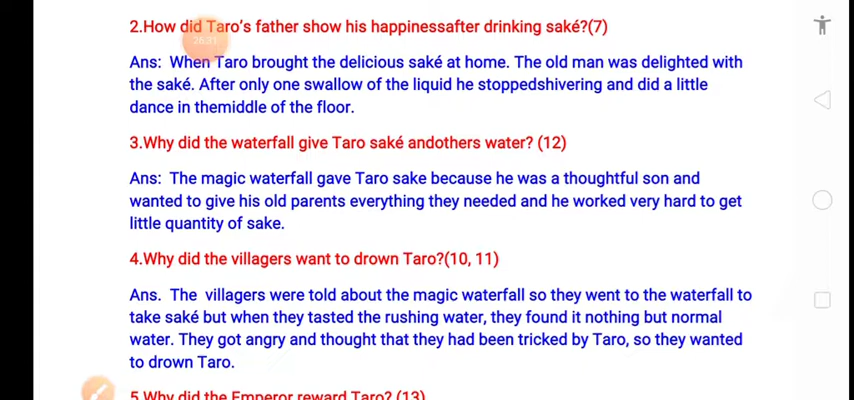 2.How did Taro's father show his happinessafter drinking saké?(7)
Ans: When Taro brought the delicious saké at home. The old man was delighted with
the saké. After only one swallow of the liquid he stoppedshivering and did a little
dance in themiddle of the floor.
3.Why did the waterfall give Taro saké andothers water? (12)
Ans: The magic waterfall gave Taro sake because he was a thoughtful son and
wanted to give his old parents everything they needed and he worked very hard to get
little quantity of sake.
4.Why did the villagers want to drown Taro?(10, 11)
Ans. The villagers were told about the magic waterfall so they went to the waterfall to
take saké but when they tasted the rushing water, they found it nothing but normal
water. They got angry and thought that they had been tricked by Taro, so they wanted
to drown Taro.
5.Why did the Emperor reward Taro? (13)